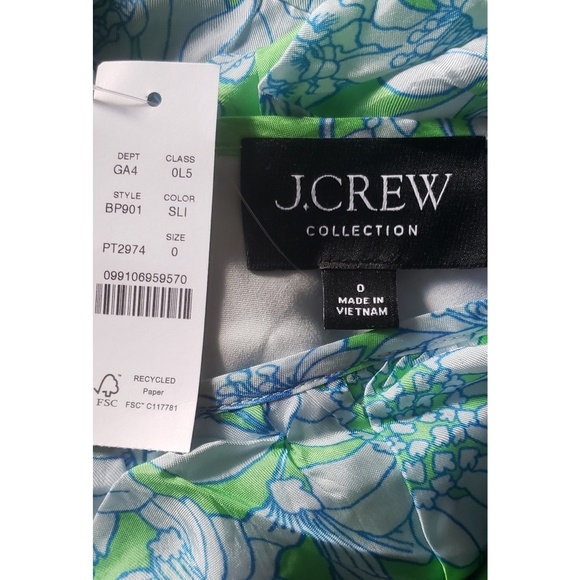 DEPT CLASS
GA4 0L5
STYLE COLOR
BP901 SLI
SIZE
PT2974 0
099106959570
RECYCLED
Paper
FSC FSC™ C117781
J.CREW
COLLECTION
0
MADE IN
VIETNAM